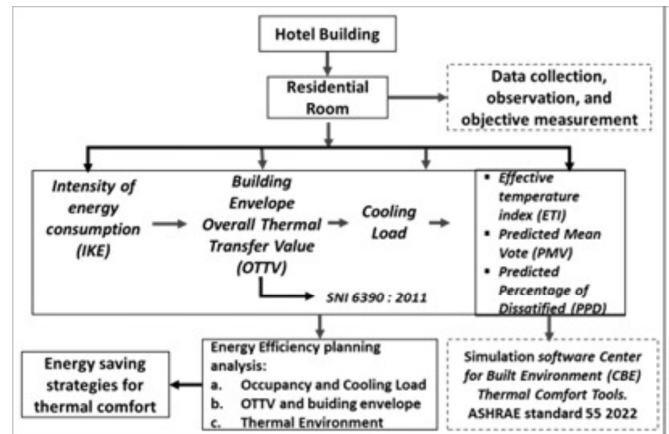 Hotel Building
Residential
Room
Data collection,
observation, and
objective measurement
Intensity of
energy
consumption
(IKE)
Building
Envelope
Overall Thermal
Transfer Value
(OTTV)
Cooling
Load
▪ Effective
temperature
index (ETI)
▪ Predicted Mean
Vote (PMV)
▪ Predicted
Percentage of
Dissatified (PPD)
SNI 6390 : 2011
Energy saving
strategies for
thermal comfort
Energy Efficiency planning
analysis:
a. Occupancy and Cooling Load
b. OTTV and buiding envelope
c. Thermal Environment
Simulation software Center
for Built Environment (CBE)
Thermal Comfort Tools.
ASHRAE standard 55 2022